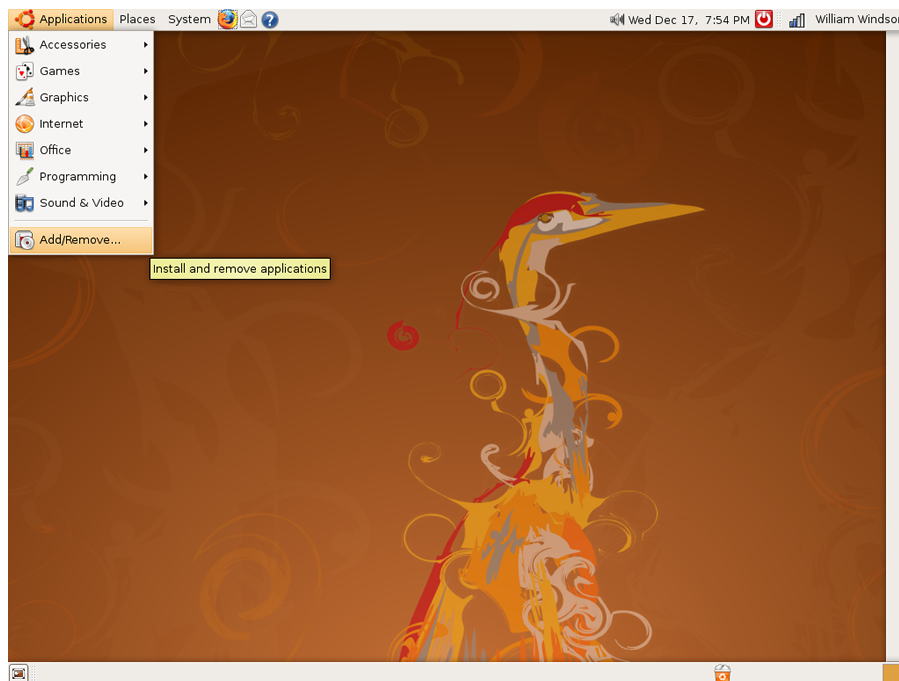 Applications Places System Wed Dec 17, 7:54 PM William Windsor
Accessories
Games
Graphics
Internet
Office
Programming
Sound & Video
Add/Remove...
Install and remove applications